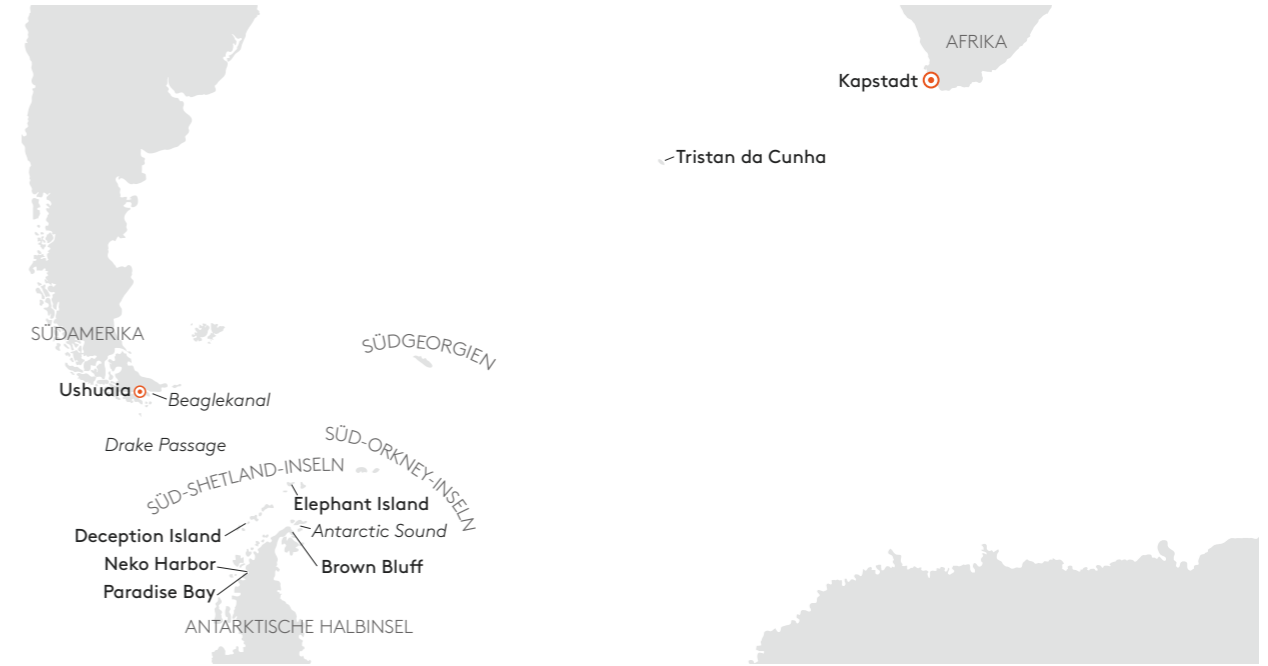 AFRIKA
Kapstadt
Tristan da Cunha
SÜDAMERIKA
SÜDGEORGIEN
Ushuaia
Beaglekanal
Drake Passage
SÜD-ORKNEY-INSELN
SÜD-SHETLAND-INSELN
Elephant Island
Antarctic Sound
Deception Island
Neko Harbor
Brown Bluff
Paradise Bay
ANTARKTISCHE HALBINSEL